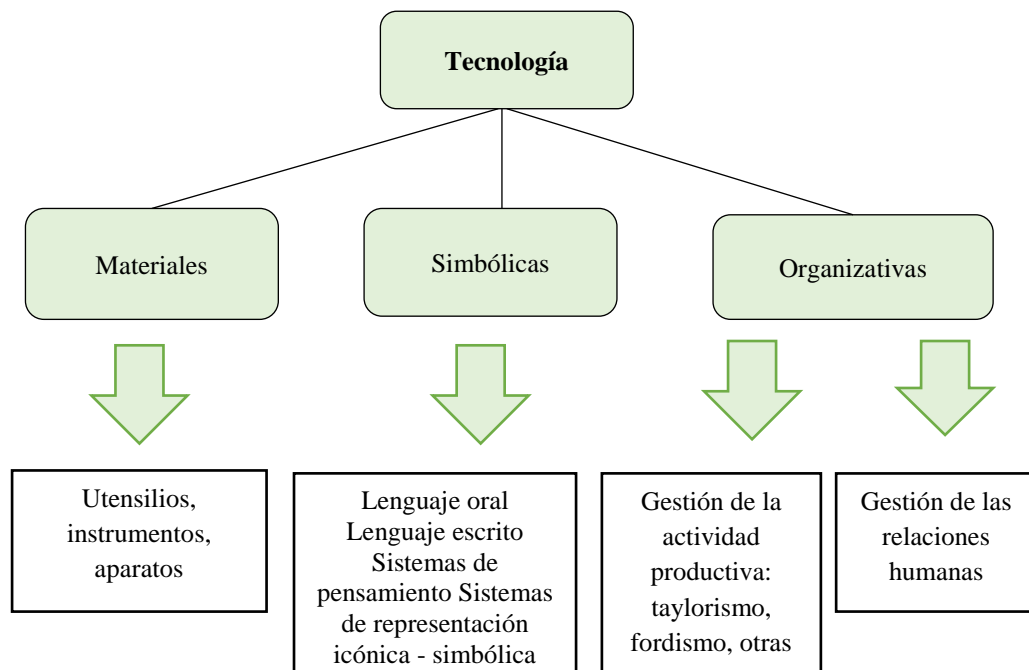 Tecnología
Materiales
Simbólicas
Organizativas
Utensilios,
instrumentos,
aparatos
Lenguaje oral
Lenguaje escrito
Sistemas de
pensamiento Sistemas
de representación
icónica - simbólica
Gestión de la
actividad
productiva:
taylorismo,
fordismo, otras
Gestión de las
relaciones
humanas